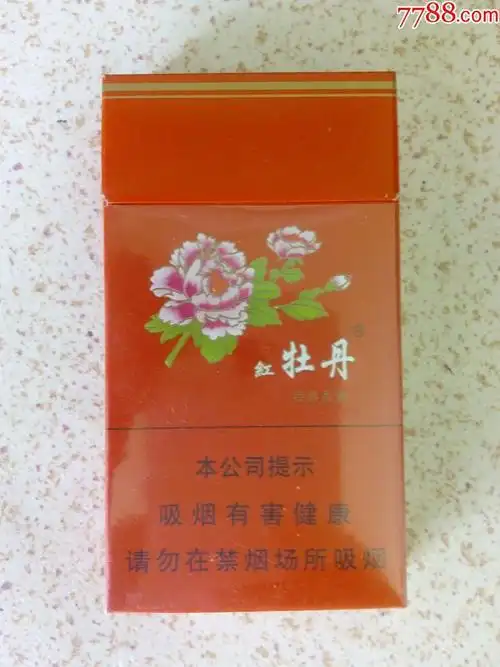 7788.com
红 牡丹
本公司提示
吸烟有害健康
请勿在禁烟场所吸烟